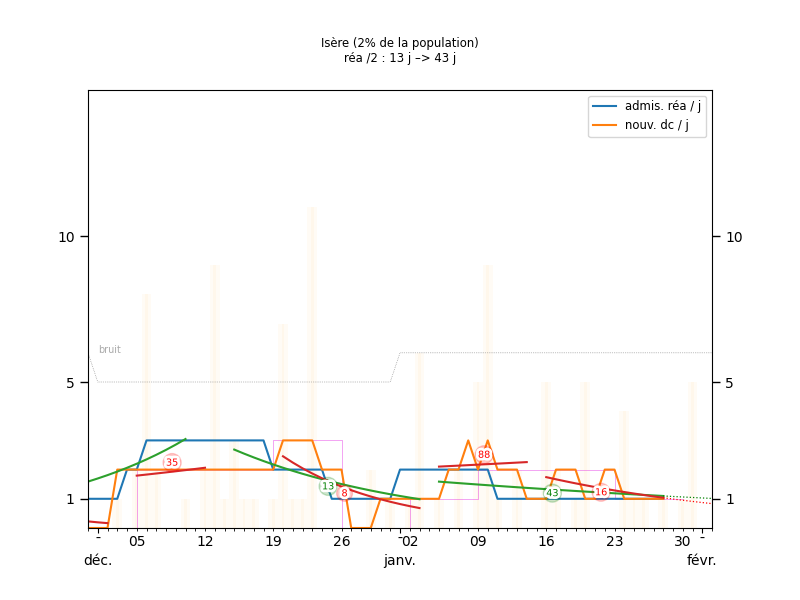 Isère (2% de la population)
réa /2 : 13 j –> 43 j
admis. réa / j
nouv. dc / j
10
10
bruit
5
5
35
88
13
8
43
16
1
1
- 05 12 19 26 -02 09 16 23 30 -
déc. janv. févr.